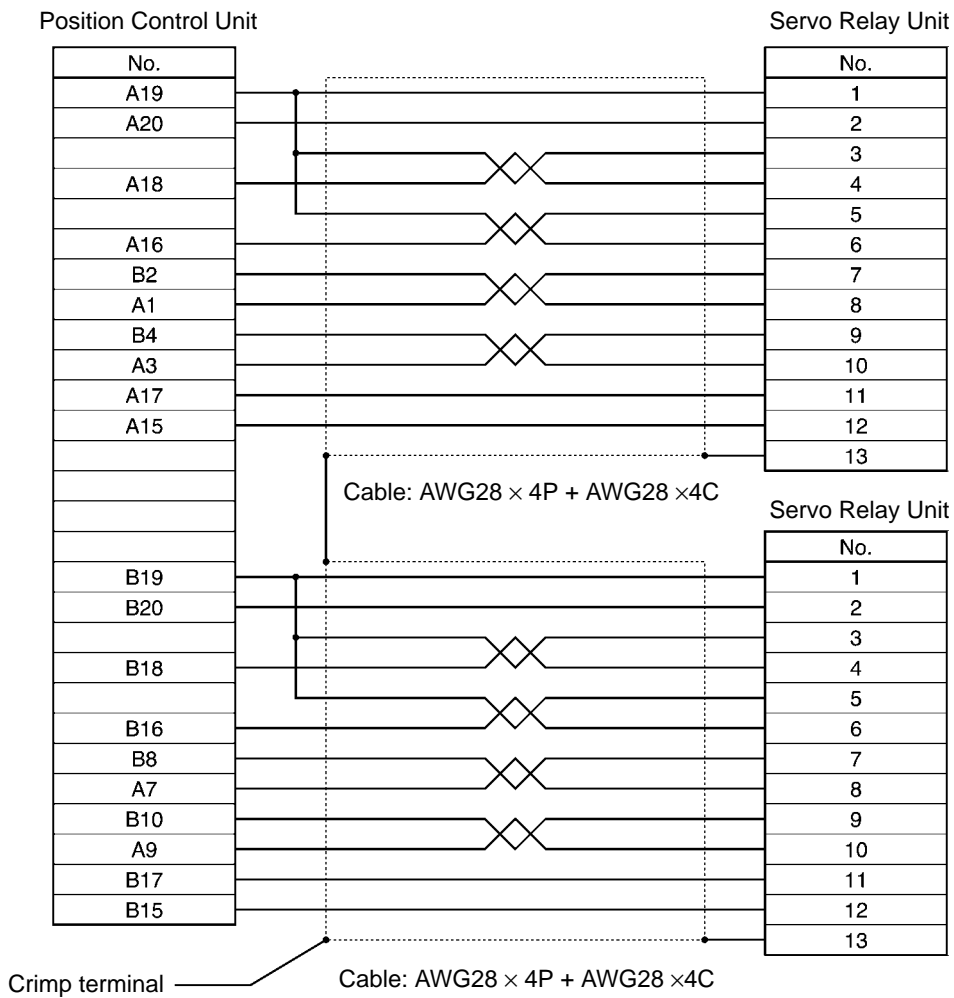 Position Control Unit
Servo Relay Unit
No.
No.
A19
1
A20
2
3
A18
4
5
A16
6
B2
7
A1
8
B4
9
A3
10
A17
11
A15
12
13
Cable: AWG28 × 4P + AWG28 ×4C
Servo Relay Unit
No.
B19
1
B20
2
3
B18
4
5
B16
6
B8
7
A7
8
B10
9
A9
10
B17
11
B15
12
13
Crimp terminal
Cable: AWG28 × 4P + AWG28 ×4C